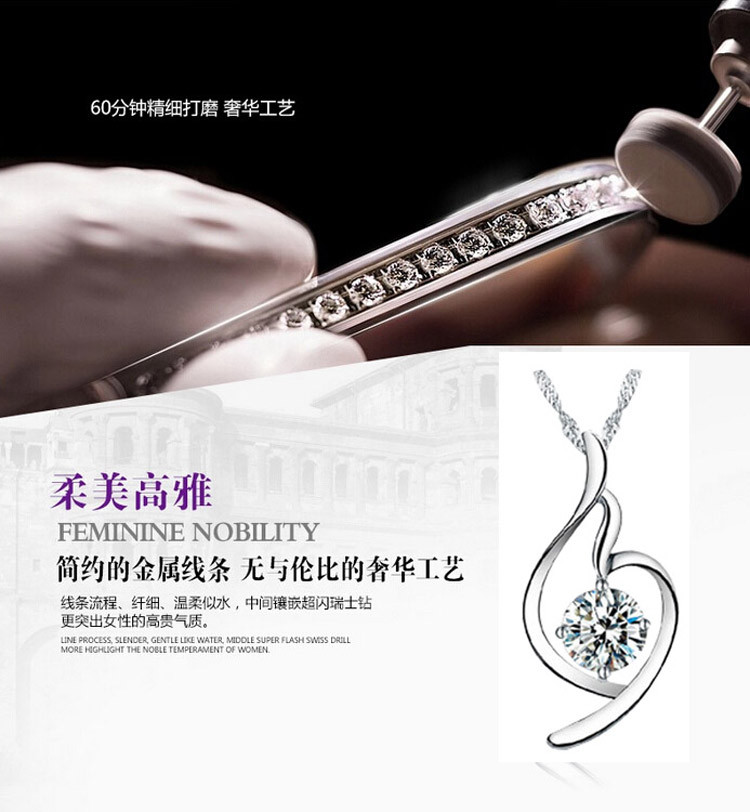 60分钟精细打磨 奢华工艺
柔美高雅
FEMININE NOBILITY
简约的金属线条 无与伦比的奢华工艺
线条流程、纤细、温柔似水，中间镶嵌超闪瑞士钻
更突出女性的高贵气质。
LINE PROCESS, SLENDER, GENTLE LIKE WATER, MIDDLE SUPER FLASH SWISS DRILL
MORE HIGHLIGHT THE NOBLE TEMPERAMENT OF WOMEN.